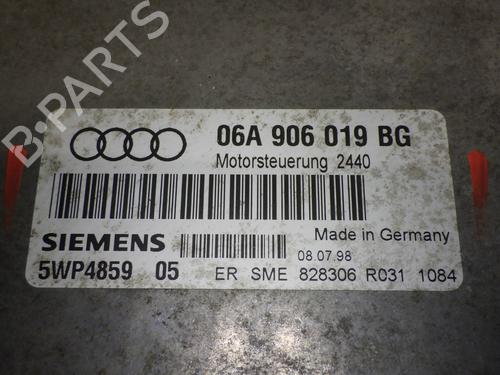 B-PARTS
06A 906 019 BG
Motorsteuerung 2440
SIEMENS
Made in Germany
08.07.98
5WP4859 05
ER SME 828306 R031 1084